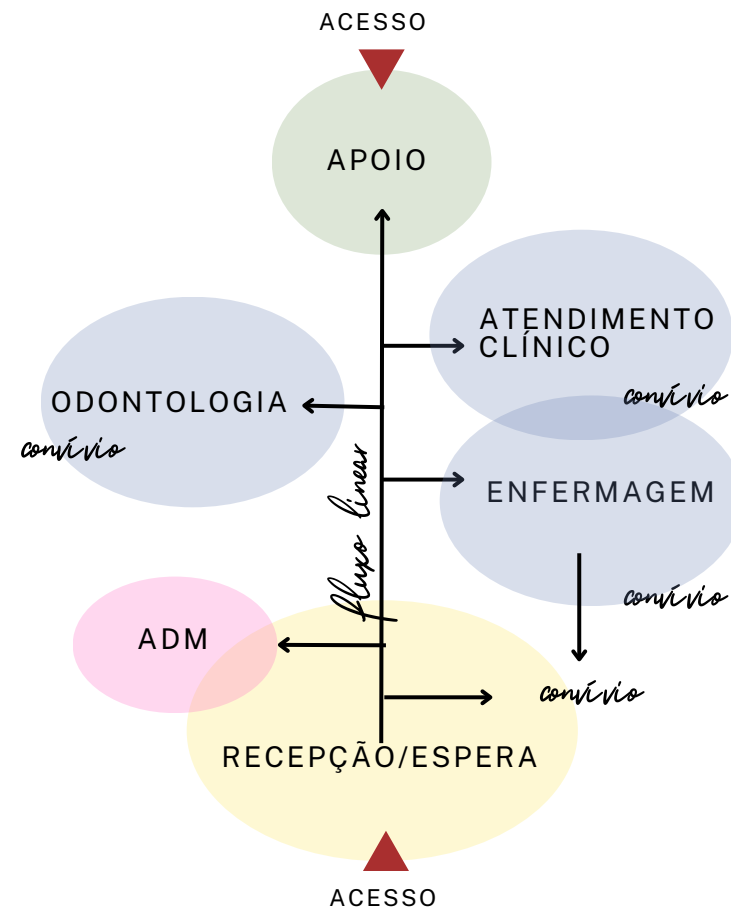 ACESSO
APOIO
ATENDIMENTO
CLÍNICO
convívio
ODONTOLOGIA
convívio
fluxo linear
ENFERMAGEM
convívio
ADM
convívio
RECEPÇÃO/ESPERA
ACESSO